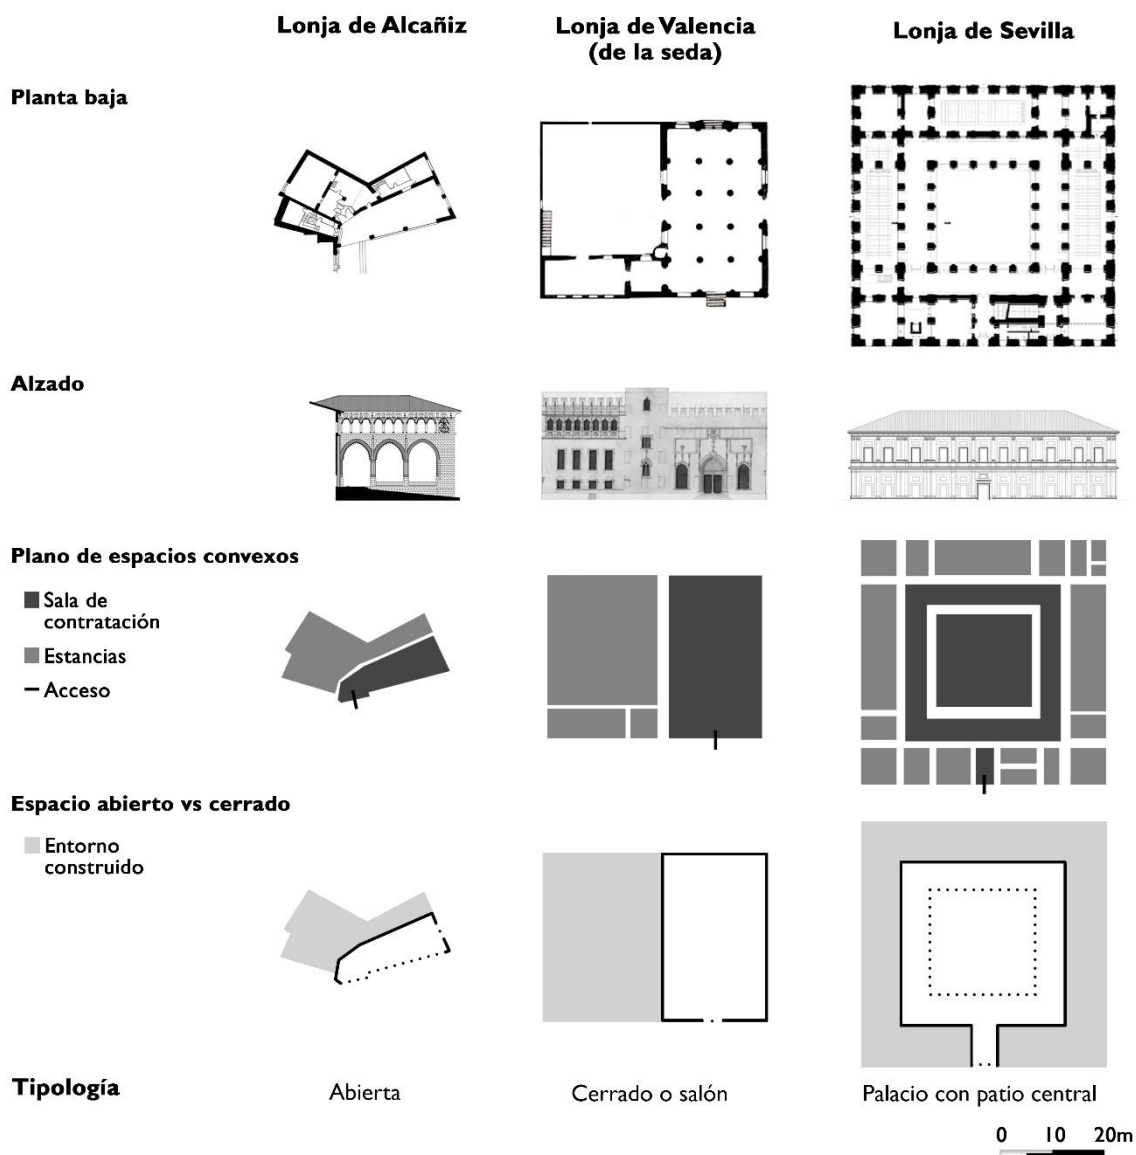 Lonja de Alcañiz
Lonja de Valencia
(de la seda)
Lonja de Sevilla
Planta baja
Alzado
Plano de espacios convexos
Sala de
contratación
Estancias
Acceso
Espacio abierto vs cerrado
Entorno
construido
Tipología
Abierta
Cerrado o salón
Palacio con patio central
0 10 20m